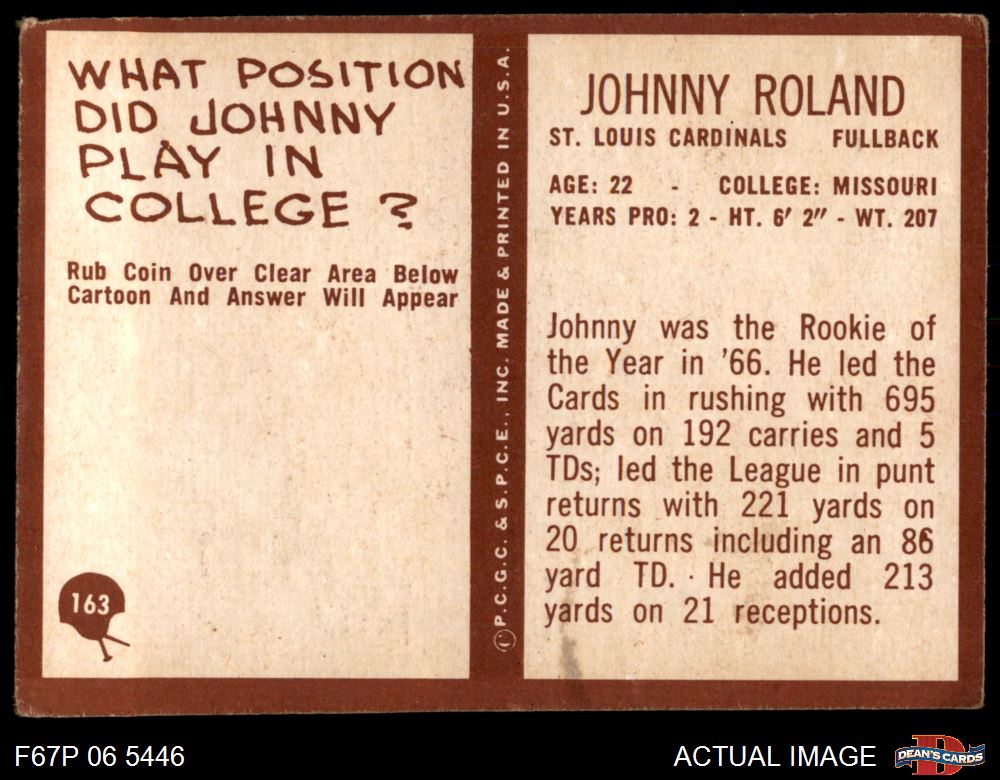 WHAT POSITION
DID JOHNNY
PLAY IN
COLLEGE ?
Rub Coin Over Clear Area Below
Cartoon And Answer Will Appear
163
© P.C.G.C. & S.P.C.E., INC. MADE & PRINTED IN U.S.A.
JOHNNY ROLAND
ST. LOUIS CARDINALS FULLBACK
AGE: 22 - COLLEGE: MISSOURI
YEARS PRO: 2 - HT. 6' 2" - WT. 207
Johnny was the Rookie of
the Year in '66. He led the
Cards in rushing with 695
yards on 192 carries and 5
TDs; led the League in punt
returns with 221 yards on
20 returns including an 86
yard TD. · He added 213
yards on 21 receptions.
F67P 06 5446
ACTUAL IMAGE
D
DEAN'S CARDS